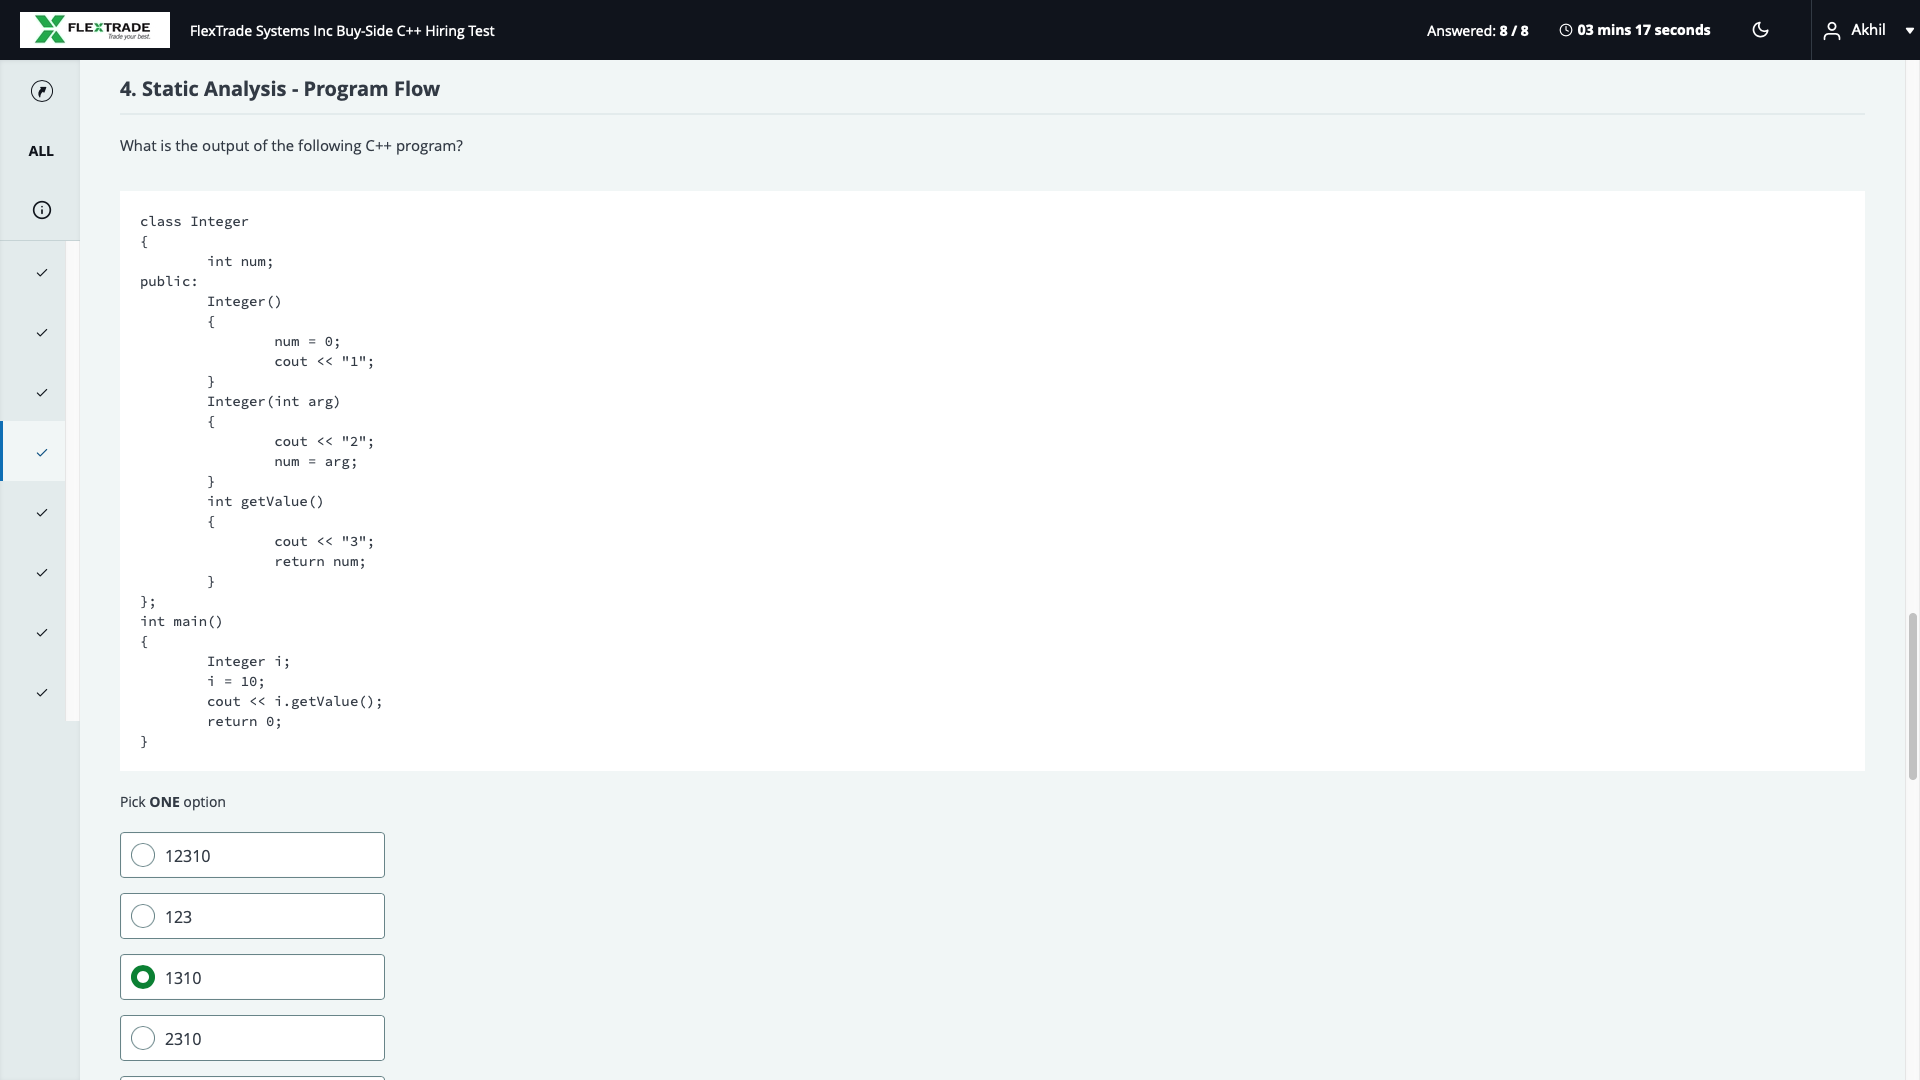 FLEXTRADE
Trade your best.
FlexTrade Systems Inc Buy-Side C++ Hiring Test
Answered: 8 / 8
03 mins 17 seconds
Akhil
ALL
4. Static Analysis - Program Flow
What is the output of the following C++ program?
class Integer
{
        int num;
public:
        Integer()
        {
                num = 0;
                cout << "1";
        }
        Integer(int arg)
        {
                cout << "2";
                num = arg;
        }
        int getValue()
        {
                cout << "3";
                return num;
        }
};
int main()
{
        Integer i;
        i = 10;
        cout << i.getValue();
        return 0;
}
Pick ONE option
12310
123
1310
2310